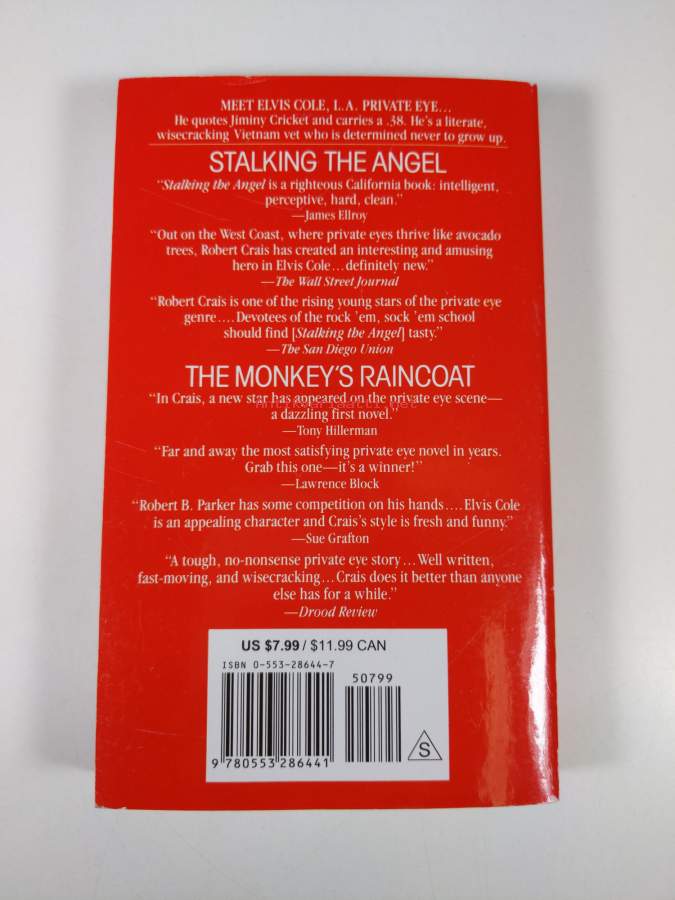 MEET ELVIS COLE, L.A. PRIVATE EYE...
He quotes Jiminy Cricket and carries a .38. He's a literate,
wisecracking Vietnam vet who is determined never to grow up.
STALKING THE ANGEL
"Stalking the Angel is a righteous California book: intelligent,
perceptive, hard, clean."
—James Ellroy
"Out on the West Coast, where private eyes thrive like avocado
trees, Robert Crais has created an interesting and amusing
hero in Elvis Cole...definitely new."
—The Wall Street Journal
"Robert Crais is one of the rising young stars of the private eye
genre....Devotees of the rock 'em, sock 'em school
should find [Stalking the Angel] tasty."
—The San Diego Union
THE MONKEY'S RAINCOAT
"In Crais, a new star has appeared on the private eye scene—
Antikvariaatti.net
a dazzling first novel."
—Tony Hillerman
"Far and away the most satisfying private eye novel in years.
Grab this one—it's a winner!"
—Lawrence Block
"Robert B. Parker has some competition on his hands....Elvis Cole
is an appealing character and Crais's style is fresh and funny."
—Sue Grafton
"A tough, no-nonsense private eye story...Well written,
fast-moving, and wisecracking...Crais does it better than anyone
else has for a while."
—Drood Review
US $7.99 / $11.99 CAN
ISBN 0-553-28644-7
50799
S
9 780553 286441